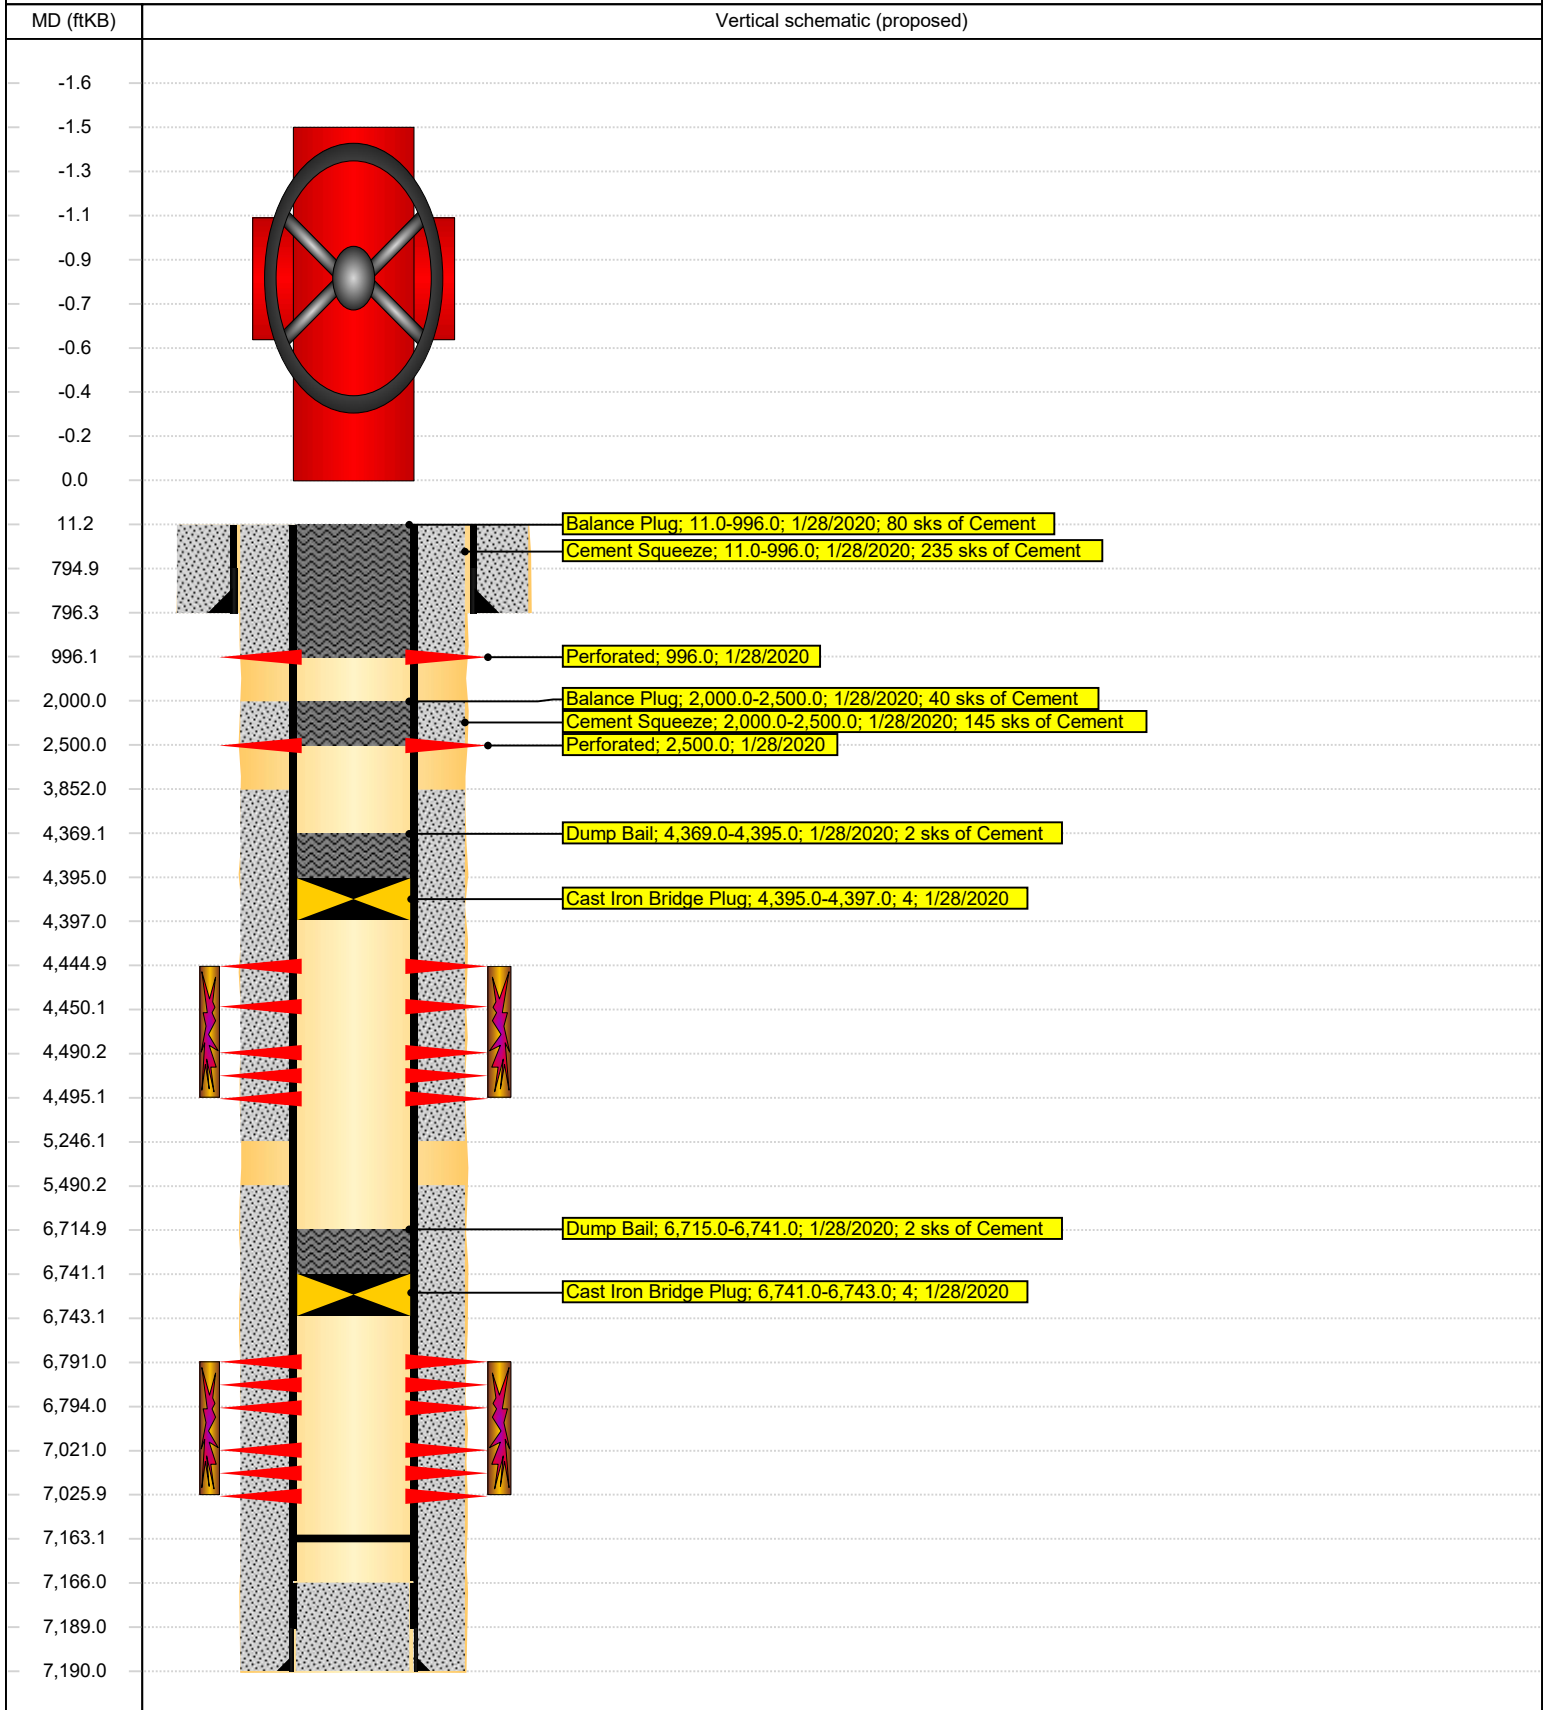 MD (ftKB) Vertical schematic (proposed)
-1.6
-1.5
-1.3
-1.1
-0.9
-0.7
-0.6
-0.4
-0.2
0.0
11.2 Balance Plug; 11.0-996.0; 1/28/2020; 80 sks of Cement
Cement Squeeze; 11.0-996.0; 1/28/2020; 235 sks of Cement
794.9
796.3
996.1 Perforated; 996.0; 1/28/2020
2,000.0 Balance Plug; 2,000.0-2,500.0; 1/28/2020; 40 sks of Cement
Cement Squeeze; 2,000.0-2,500.0; 1/28/2020; 145 sks of Cement
2,500.0 Perforated; 2,500.0; 1/28/2020
3,852.0
4,369.1 Dump Bail; 4,369.0-4,395.0; 1/28/2020; 2 sks of Cement
4,395.0
Cast Iron Bridge Plug; 4,395.0-4,397.0; 4; 1/28/2020
4,397.0
4,444.9
4,450.1
4,490.2
4,495.1
5,246.1
5,490.2
6,714.9 Dump Bail; 6,715.0-6,741.0; 1/28/2020; 2 sks of Cement
6,741.1
Cast Iron Bridge Plug; 6,741.0-6,743.0; 4; 1/28/2020
6,743.1
6,791.0
6,794.0
7,021.0
7,025.9
7,163.1
7,166.0
7,189.0
7,190.0